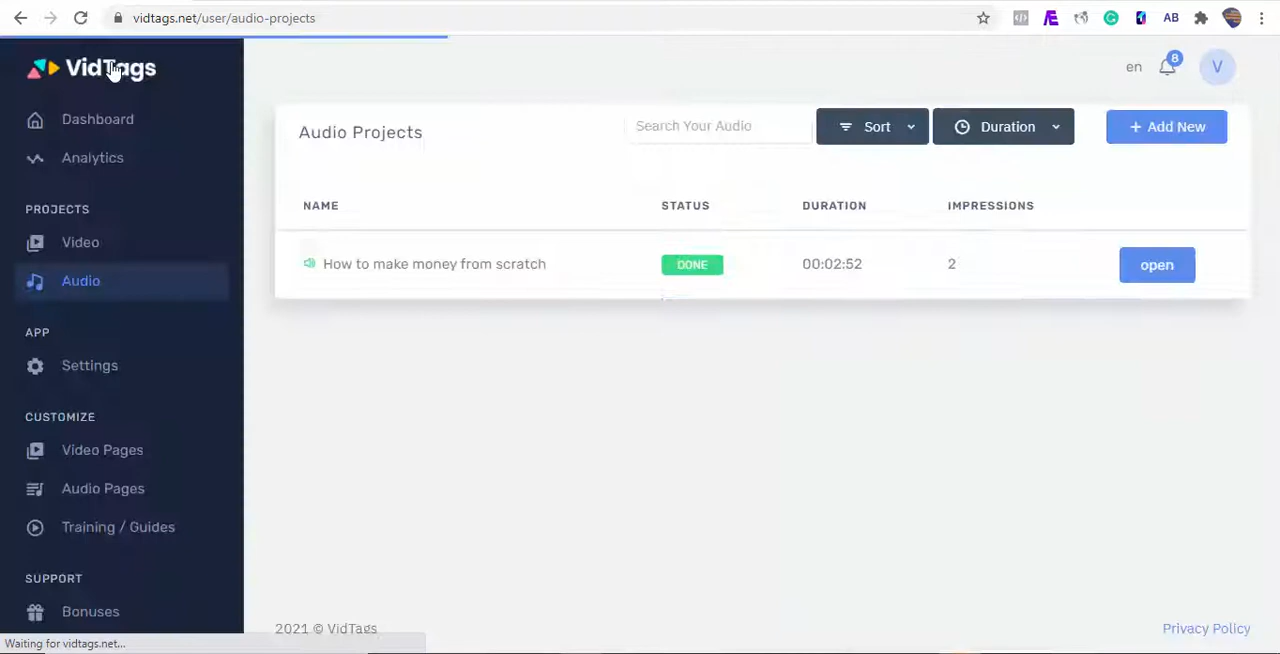 vidtags.net/user/audio-projects
AB
VidTags
en
8
V
Dashboard
Analytics
PROJECTS
Video
Audio
APP
Settings
CUSTOMIZE
Video Pages
Audio Pages
Training / Guides
SUPPORT
Bonuses
Audio Projects
Search Your Audio
Sort
Duration
+ Add New
NAME STATUS DURATION IMPRESSIONS
How to make money from scratch DONE 00:02:52 2 open
2021 © VidTags
Privacy Policy
Waiting for vidtags.net...